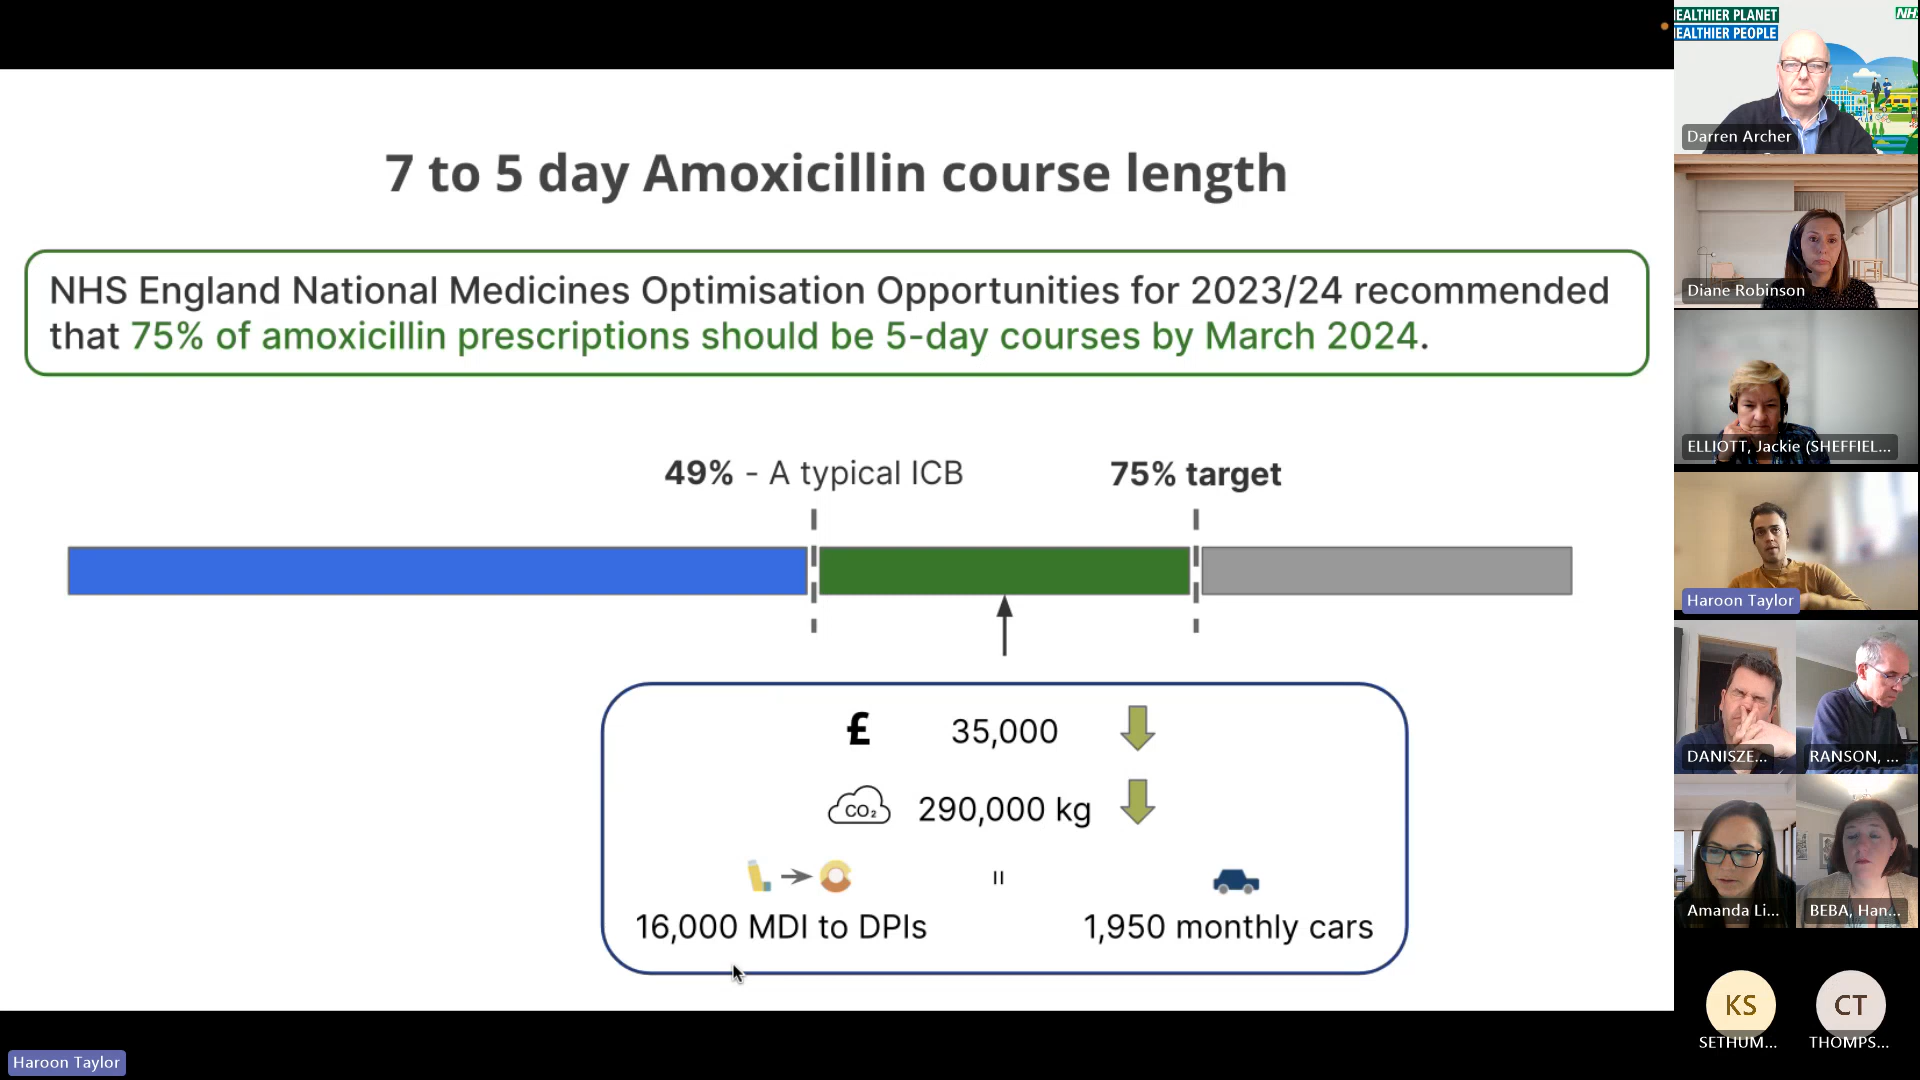 7 to 5 day Amoxicillin course length
NHS England National Medicines Optimisation Opportunities for 2023/24 recommended
that 75% of amoxicillin prescriptions should be 5-day courses by March 2024.
49% - A typical ICB
75% target
£ 35,000
CO₂ 290,000 kg
=
16,000 MDI to DPIs
1,950 monthly cars
Haroon Taylor
EALTHIER PLANET
EALTHIER PEOPLE
NH
Darren Archer
Diane Robinson
ELLIOTT, Jackie (SHEFFIEL...
Haroon Taylor
DANISZE...
RANSON, ...
Amanda Li...
BEBA, Han...
KS
CT
SETHUM...
THOMPS...